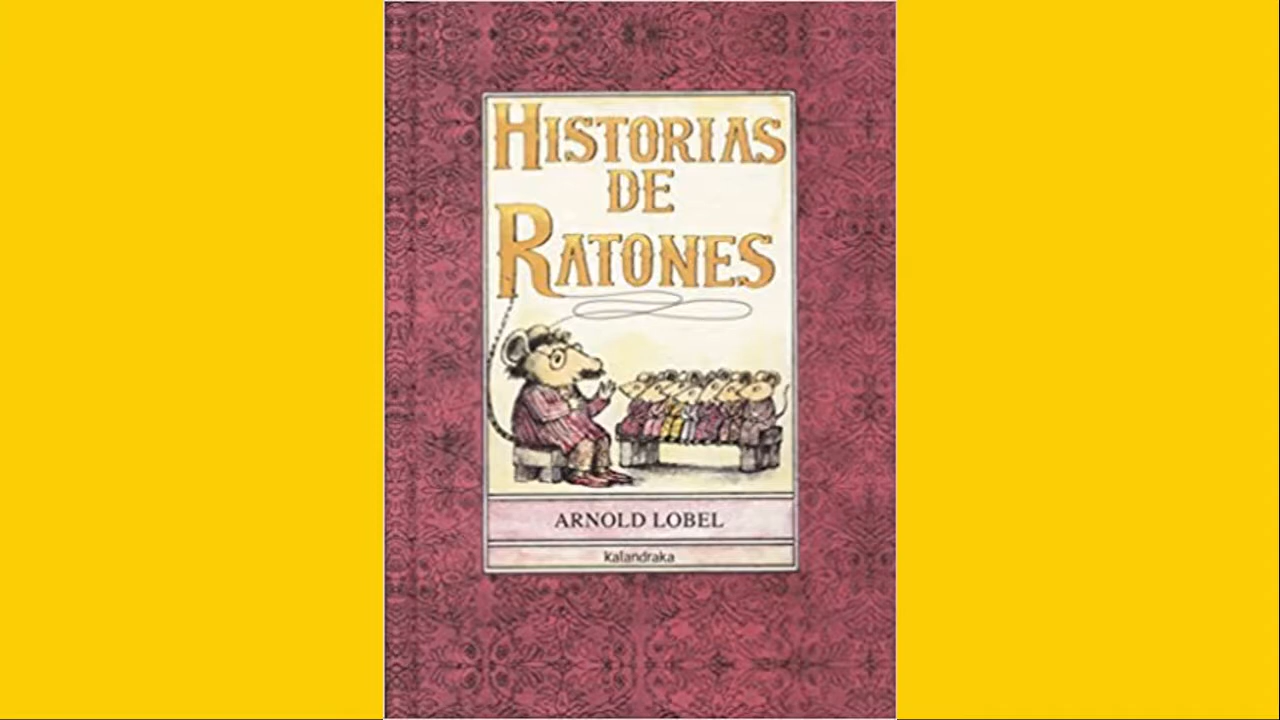 HISTORIAS
DE
RATONES
ARNOLD LOBEL
kalandraka